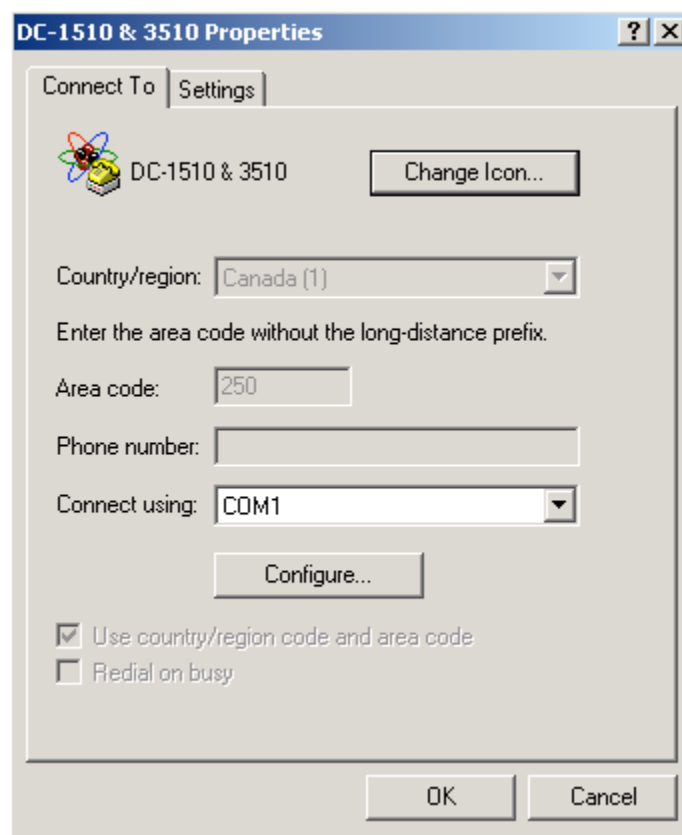 DC-1510 & 3510 Properties
Connect To Settings
DC-1510 & 3510 Change Icon...
Country/region: Canada (1)
Enter the area code without the long-distance prefix.
Area code: 250
Phone number:
Connect using: COM1
Configure...
Use country/region code and area code
Redial on busy
OK Cancel